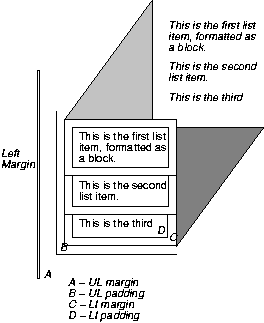 This is the first list
item, formatted as
a block.
This is the second
list item.
This is the third
This is the first list
item, formatted as
a block.
This is the second
list item.
This is the third
Left
Margin
D
C
B
A
A – UL margin
B – UL padding
C – LI margin
D – LI padding